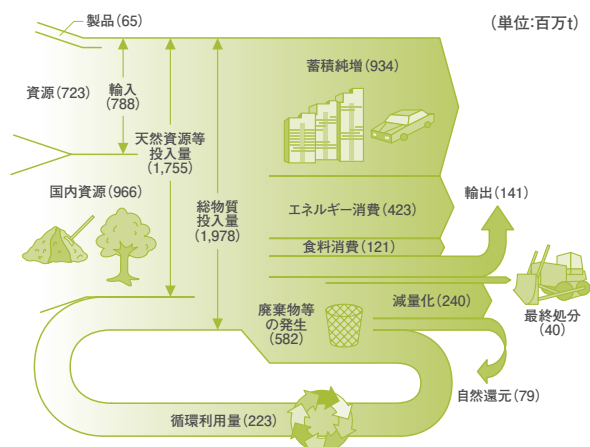 製品(65)
(単位:百万t)
資源(723)
輸入
(788)
蓄積純増(934)
天然資源等
投入量
(1,755)
国内資源(966)
総物質
投入量
(1,978)
エネルギー消費(423)
輸出(141)
食料消費(121)
廃棄物等
の発生
(582)
減量化(240)
最終処分
(40)
自然還元(79)
循環利用量(223)